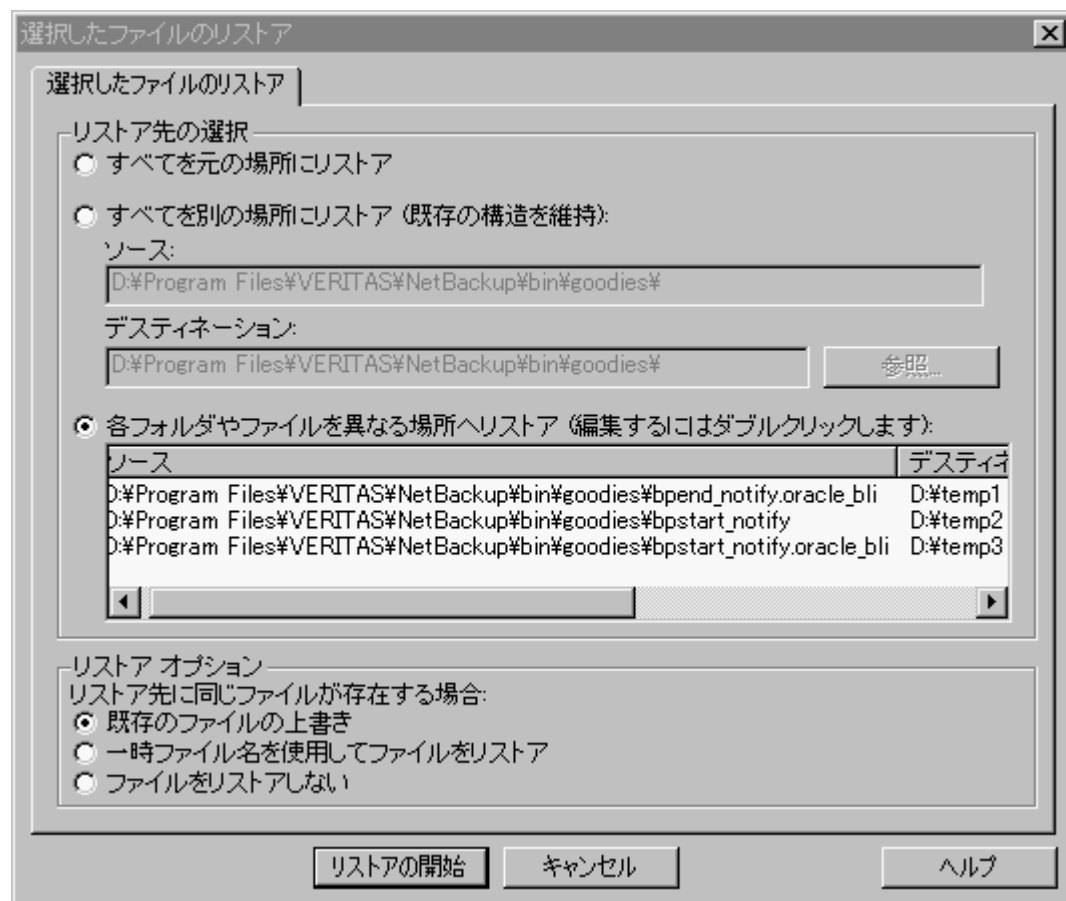 選択したファイルのリストア
選択したファイルのリストア
リストア先の選択
すべてを元の場所にリストア
すべてを別の場所にリストア (既存の構造を維持):
ソース:
D:¥Program Files¥VERITAS¥NetBackup¥bin¥goodies¥
デスティネーション:
D:¥Program Files¥VERITAS¥NetBackup¥bin¥goodies¥ 参照...
各フォルダやファイルを異なる場所へリストア (編集するにはダブルクリックします):
ソース デスティネ
D:¥Program Files¥VERITAS¥NetBackup¥bin¥goodies¥bpend_notify.oracle_bli D:¥temp1
D:¥Program Files¥VERITAS¥NetBackup¥bin¥goodies¥bpstart_notify D:¥temp2
D:¥Program Files¥VERITAS¥NetBackup¥bin¥goodies¥bpstart_notify.oracle_bli D:¥temp3
リストア オプション
リストア先に同じファイルが存在する場合:
既存のファイルの上書き
一時ファイル名を使用してファイルをリストア
ファイルをリストアしない
リストアの開始 キャンセル ヘルプ